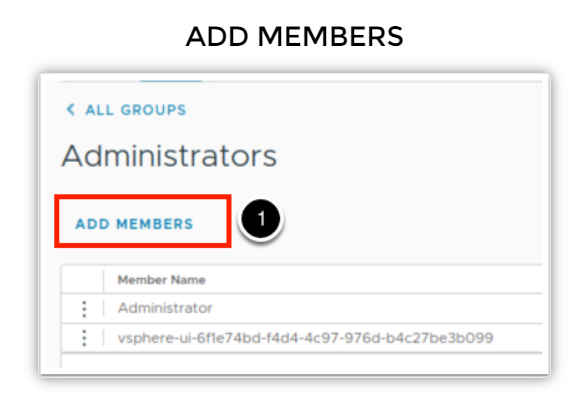 ADD MEMBERS
< ALL GROUPS
Administrators
ADD MEMBERS
1
Member Name
Administrator
vsphere-ui-6f1e74bd-f4d4-4c97-976d-b4c27be3b099